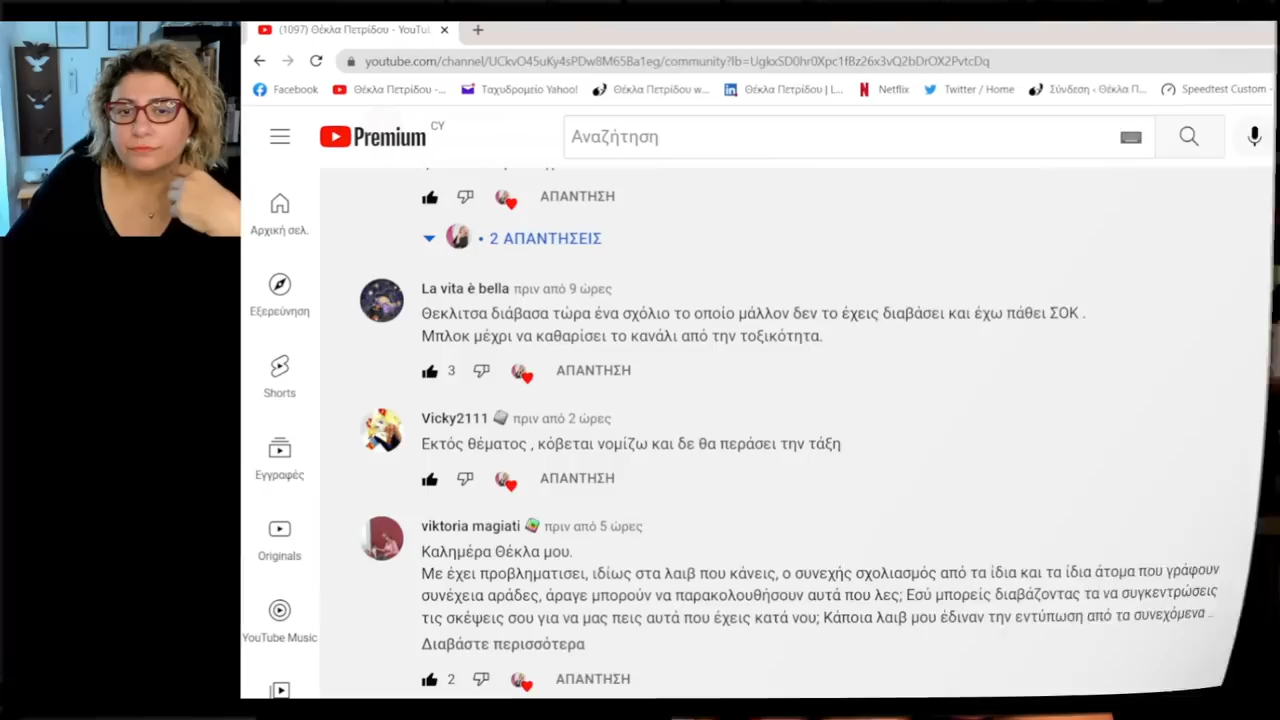 (1097) Θέκλα Πετρίδου - YouTu
youtube.com/channel/UCkvO45uKy4sPDw8M65Ba1eg/community?lb=UgkxSD0hr0Xpc1fBz26x3vQ2bDrOX2PvtcDq
Facebook Θέκλα Πετρίδου -... Ταχυδρομείο Yahoo! Θέκλα Πετρίδου w... Θέκλα Πετρίδου | L... Netflix Twitter / Home Σύνδεση ‹ Θέκλα Π... Speedtest Custom -
Premium CY
Αναζήτηση
Αρχική σελ.
Εξερεύνηση
Shorts
Εγγραφές
Originals
YouTube Music
ΑΠΑΝΤΗΣΗ
• 2 ΑΠΑΝΤΗΣΕΙΣ
La vita è bella πριν από 9 ώρες
Θεκλιτσα διάβασα τώρα ένα σχόλιο το οποίο μάλλον δεν το έχεις διαβάσει και έχω πάθει ΣΟΚ .
Μπλοκ μέχρι να καθαρίσει το κανάλι από την τοξικότητα.
3 ΑΠΑΝΤΗΣΗ
Vicky2111 πριν από 2 ώρες
Εκτός θέματος , κόβεται νομίζω και δε θα περάσει την τάξη
ΑΠΑΝΤΗΣΗ
viktoria magiati πριν από 5 ώρες
Καλημέρα Θέκλα μου.
Με έχει προβληματισει, ιδίως στα λαιβ που κάνεις, ο συνεχής σχολιασμός από τα ίδια και τα ίδια άτομα που γράφουν
συνέχεια αράδες, άραγε μπορούν να παρακολουθήσουν αυτά που λες; Εσύ μπορείς διαβάζοντας τα να συγκεντρώσεις
τις σκέψεις σου για να μας πεις αυτά που έχεις κατά νου; Κάποια λαιβ μου έδιναν την εντύπωση από τα συνεχόμενα ...
Διαβάστε περισσότερα
2 ΑΠΑΝΤΗΣΗ